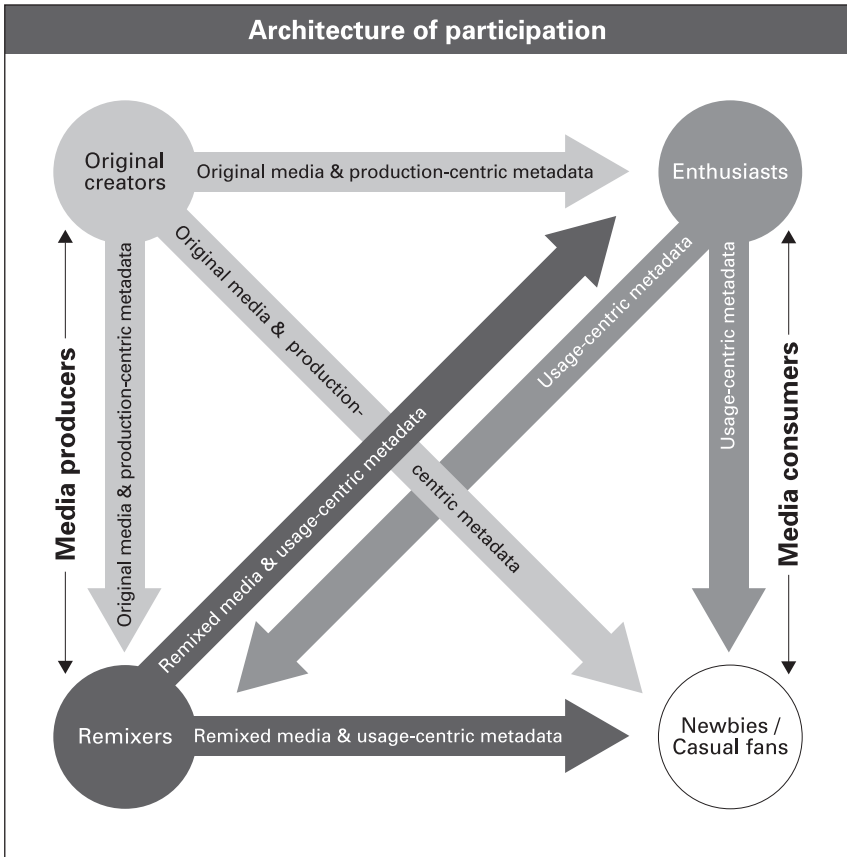 Architecture of participation
Original
creators
Original media & production-centric metadata
Enthusiasts
Media producers
Original media & production-centric metadata
Original media & production-
centric metadata
Remixed media & usage-centric metadata
Usage-centric metadata
Usage-centric metadata
Media consumers
Remixers
Remixed media & usage-centric metadata
Newbies /
Casual fans